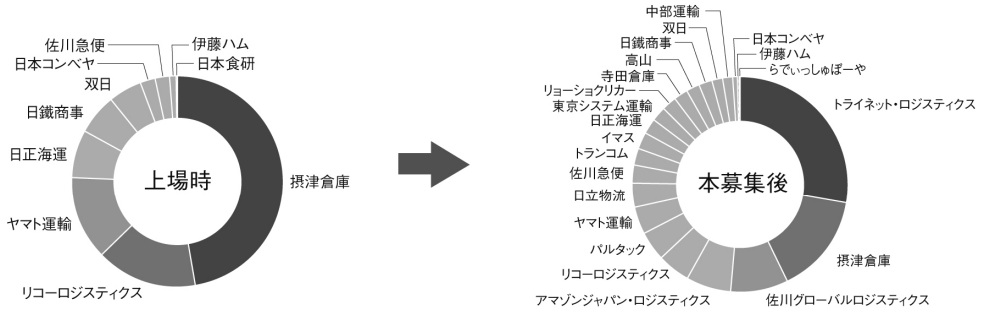 上場時
伊藤ハム
日本食研
摂津倉庫
リコーロジスティクス
ヤマト運輸
日正海運
日鐵商事
双日
日本コンベヤ
佐川急便
本募集後
中部運輸
双日
日鐵商事
高山
寺田倉庫
リョーショクリカー
東京システム運輸
日正海運
イマス
トランコム
佐川急便
口立物流
ヤマト運輸
パルタック
リコーロジスティクス
アマゾンジャパン・ロジスティクス
佐川グローバルロジスティクス
摂津倉庫
トライネット・ロジスティクス
らでぃっしゅぼーや
伊藤ハム
日本コンベヤ